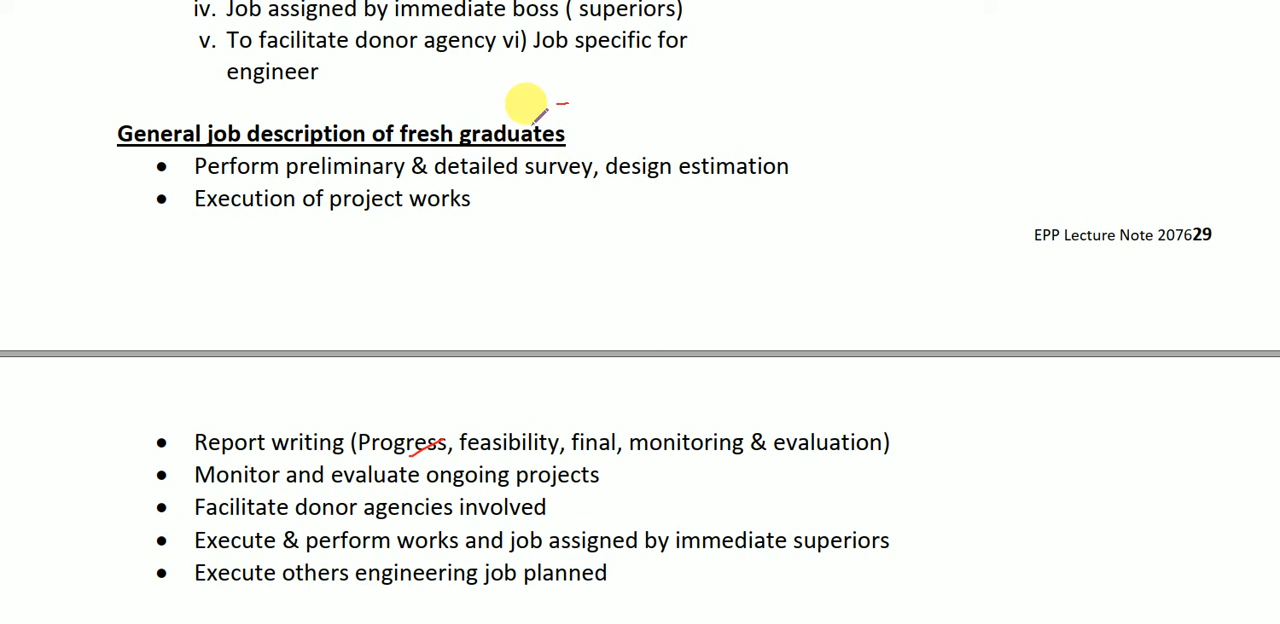 iv. Job assigned by immediate boss ( superiors)
v. To facilitate donor agency vi) Job specific for
engineer
General job description of fresh graduates
• Perform preliminary & detailed survey, design estimation
• Execution of project works
EPP Lecture Note 207629
• Report writing (Progress, feasibility, final, monitoring & evaluation)
• Monitor and evaluate ongoing projects
• Facilitate donor agencies involved
• Execute & perform works and job assigned by immediate superiors
• Execute others engineering job planned